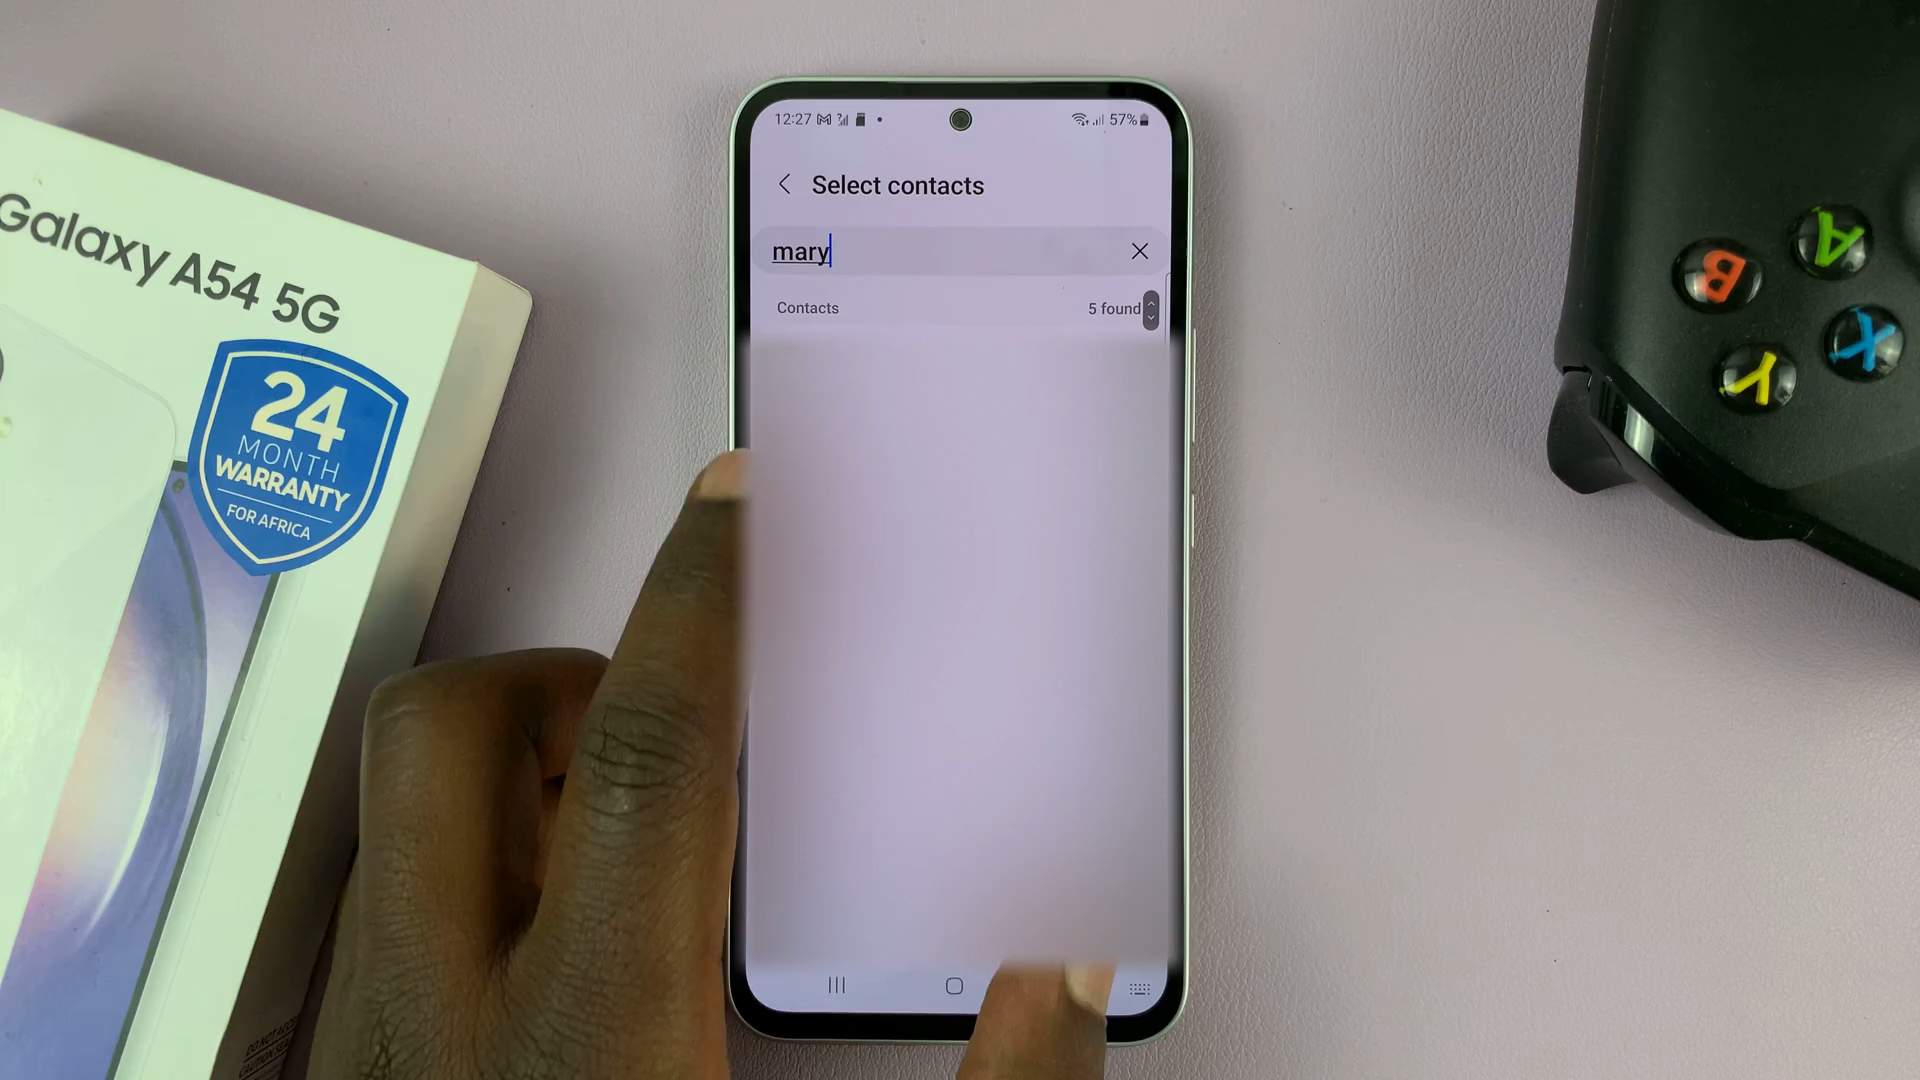 Galaxy A54 5G
24
MONTH
WARRANTY
FOR AFRICA
12:27
57%
Select contacts
mary
Contacts
5 found
A
B
X
Y